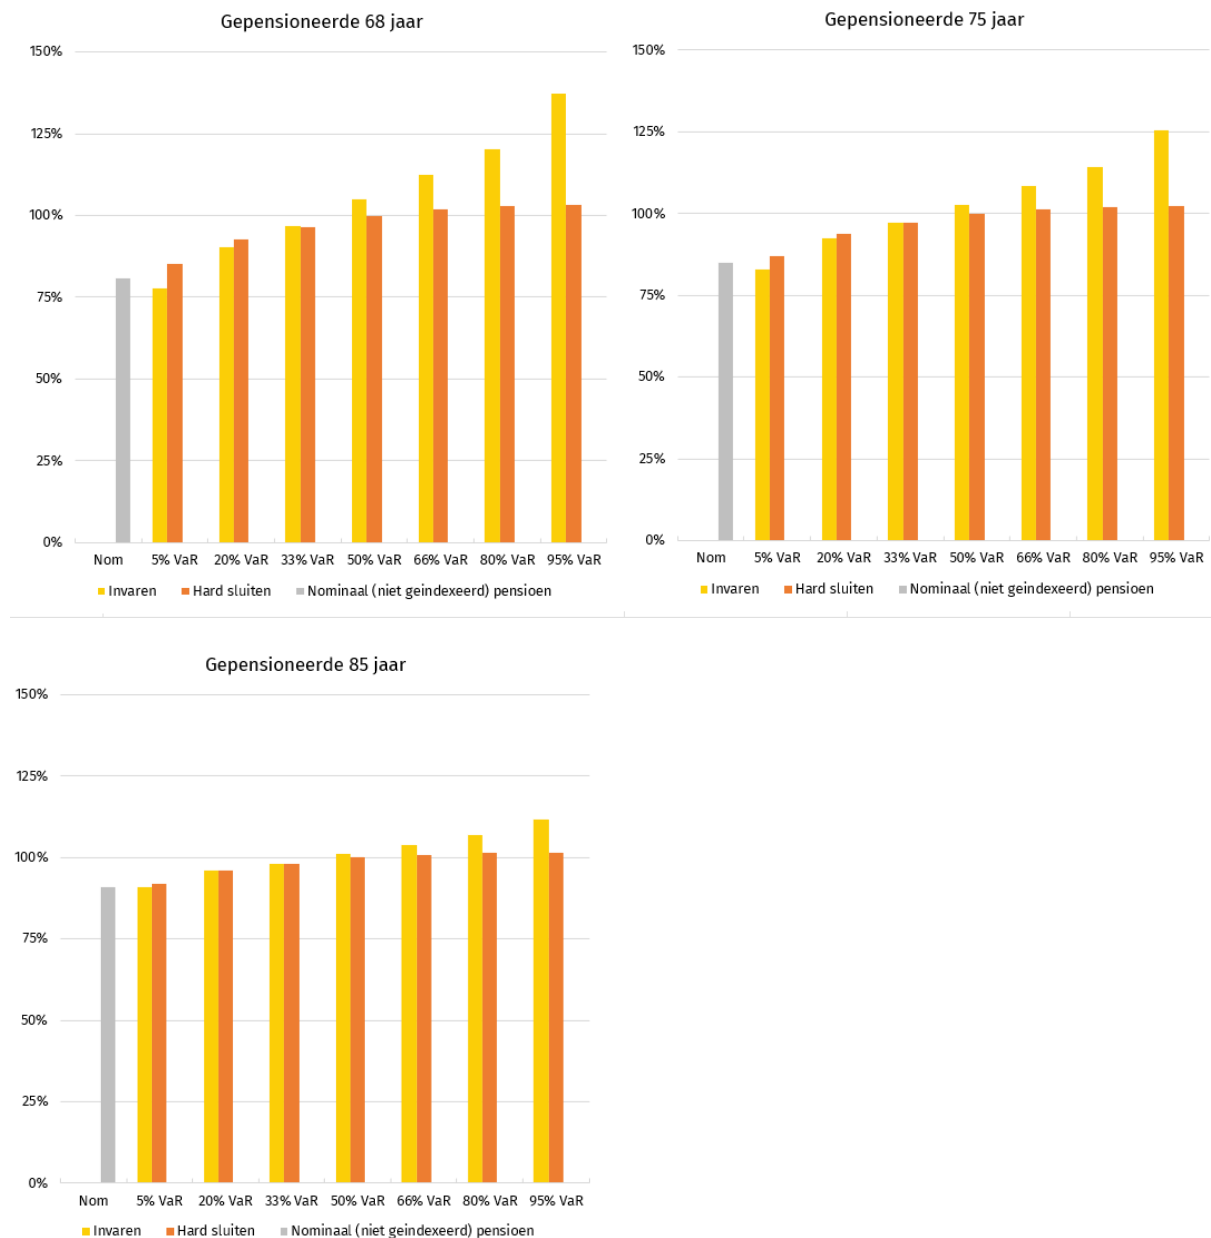 Gepensioneerde 68 jaar
150%
125%
100%
75%
50%
25%
0%
Nom 5% VaR 20% VaR 33% VaR 50% VaR 66% VaR 80% VaR 95% VaR
Invaren Hard sluiten Nominaal (niet geindexeerd) pensioen
Gepensioneerde 75 jaar
150%
125%
100%
75%
50%
25%
0%
Nom 5% VaR 20% VaR 33% VaR 50% VaR 66% VaR 80% VaR 95% VaR
Invaren Hard sluiten Nominaal (niet geindexeerd) pensioen
Gepensioneerde 85 jaar
150%
125%
100%
75%
50%
25%
0%
Nom 5% VaR 20% VaR 33% VaR 50% VaR 66% VaR 80% VaR 95% VaR
Invaren Hard sluiten Nominaal (niet geindexeerd) pensioen